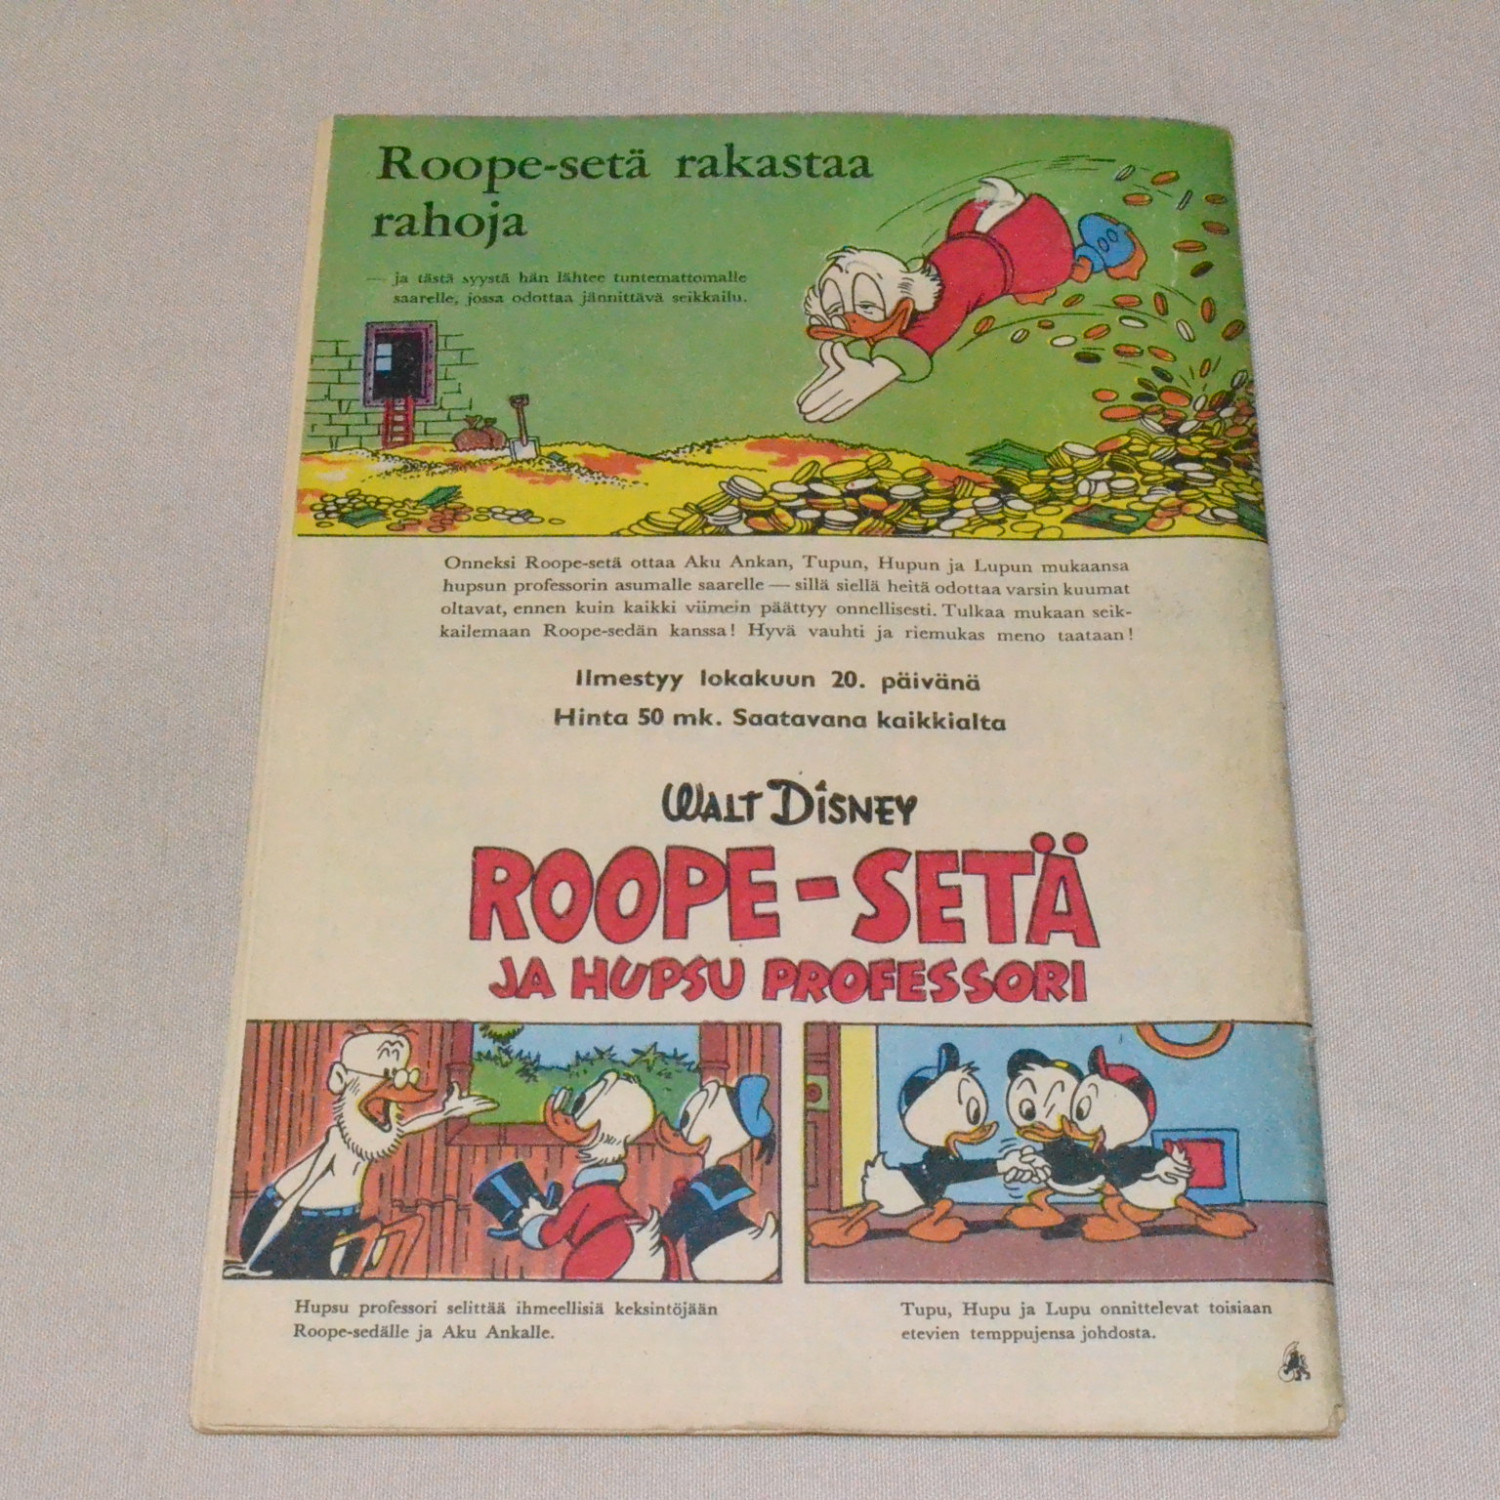 Roope-setä rakastaa
rahoja
— ja tästä syystä hän lähtee tuntemattomalle
saarelle, jossa odottaa jännittävä seikkailu.
Onneksi Roope-setä ottaa Aku Ankan, Tupun, Hupun ja Lupun mukaansa
hupsun professorin asumalle saarelle — sillä siellä heitä odottaa varsin kuumat
oltavat, ennen kuin kaikki viimein päättyy onnellisesti. Tulkaa mukaan seik-
kailemaan Roope-sedän kanssa! Hyvä vauhti ja riemukas meno taataan!
Ilmestyy lokakuun 20. päivänä
Hinta 50 mk. Saatavana kaikkialta
WALT DISNEY
ROOPE-SETÄ
JA HUPSU PROFESSORI
Hupsu professori selittää ihmeellisiä keksintöjään
Roope-sedälle ja Aku Ankalle.
Tupu, Hupu ja Lupu onnittelevat toisiaan
etevien temppujensa johdosta.